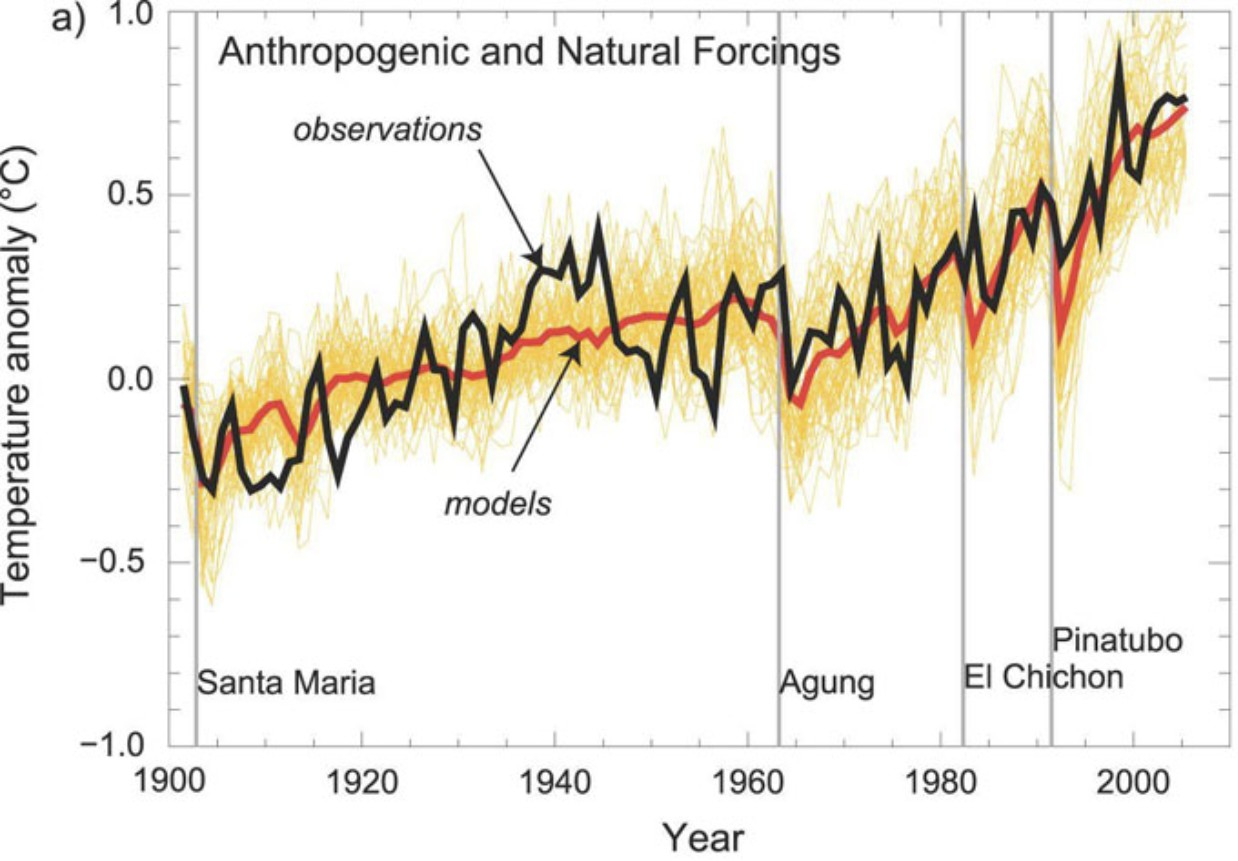 a)
1.0
Anthropogenic and Natural Forcings
observations
0.5
Temperature anomaly (°C)
0.0
models
−0.5
Pinatubo
Santa Maria
Agung
El Chichon
−1.0
1900
1920
1940
1960
1980
2000
Year